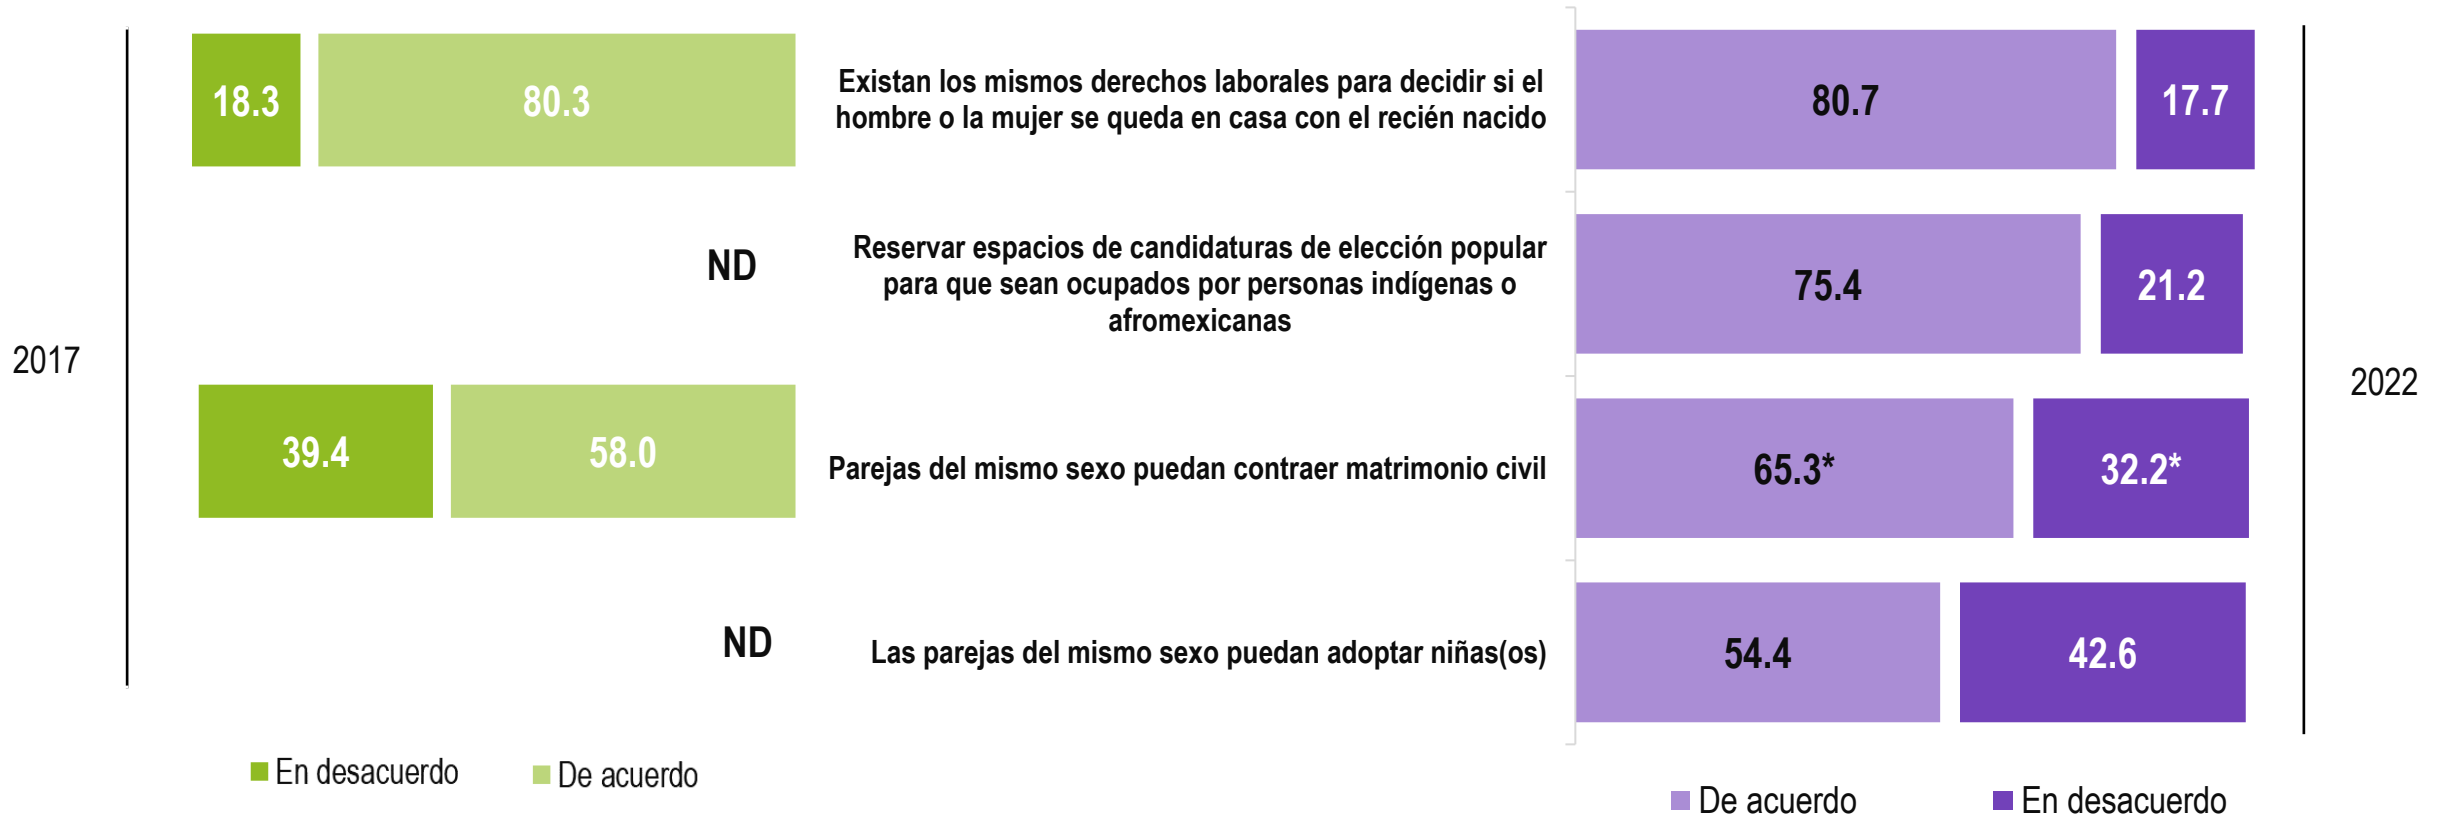 2017
18.3
80.3
Existan los mismos derechos laborales para decidir si el
hombre o la mujer se queda en casa con el recién nacido
80.7
17.7
ND
Reservar espacios de candidaturas de elección popular
para que sean ocupados por personas indígenas o
afromexicanas
75.4
21.2
39.4
58.0
Parejas del mismo sexo puedan contraer matrimonio civil
65.3*
32.2*
ND
Las parejas del mismo sexo puedan adoptar niñas(os)
54.4
42.6
2022
En desacuerdo
De acuerdo
De acuerdo
En desacuerdo